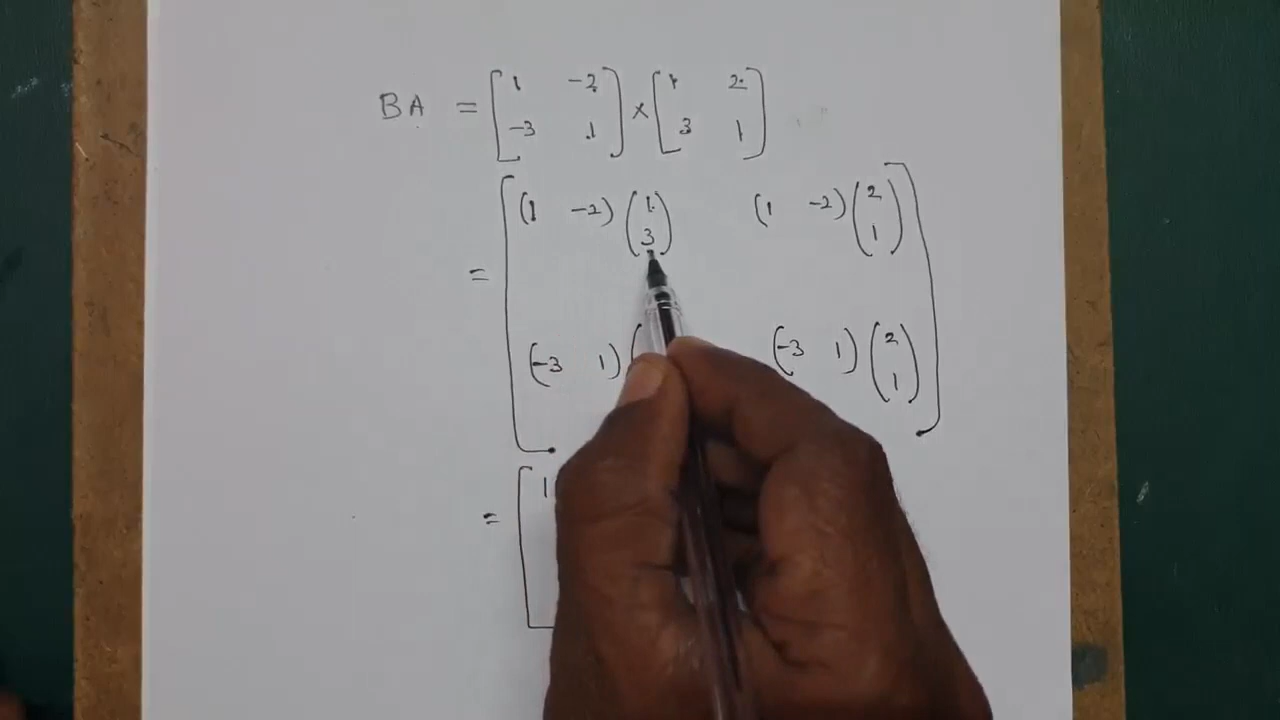 BA = [1 -2 -3 1] × [1 2 3 1]
= [(1 -2) (1 3) (1 -2) (2 1)
(-3 1) ( (-3 1) (2 1)]
= [1